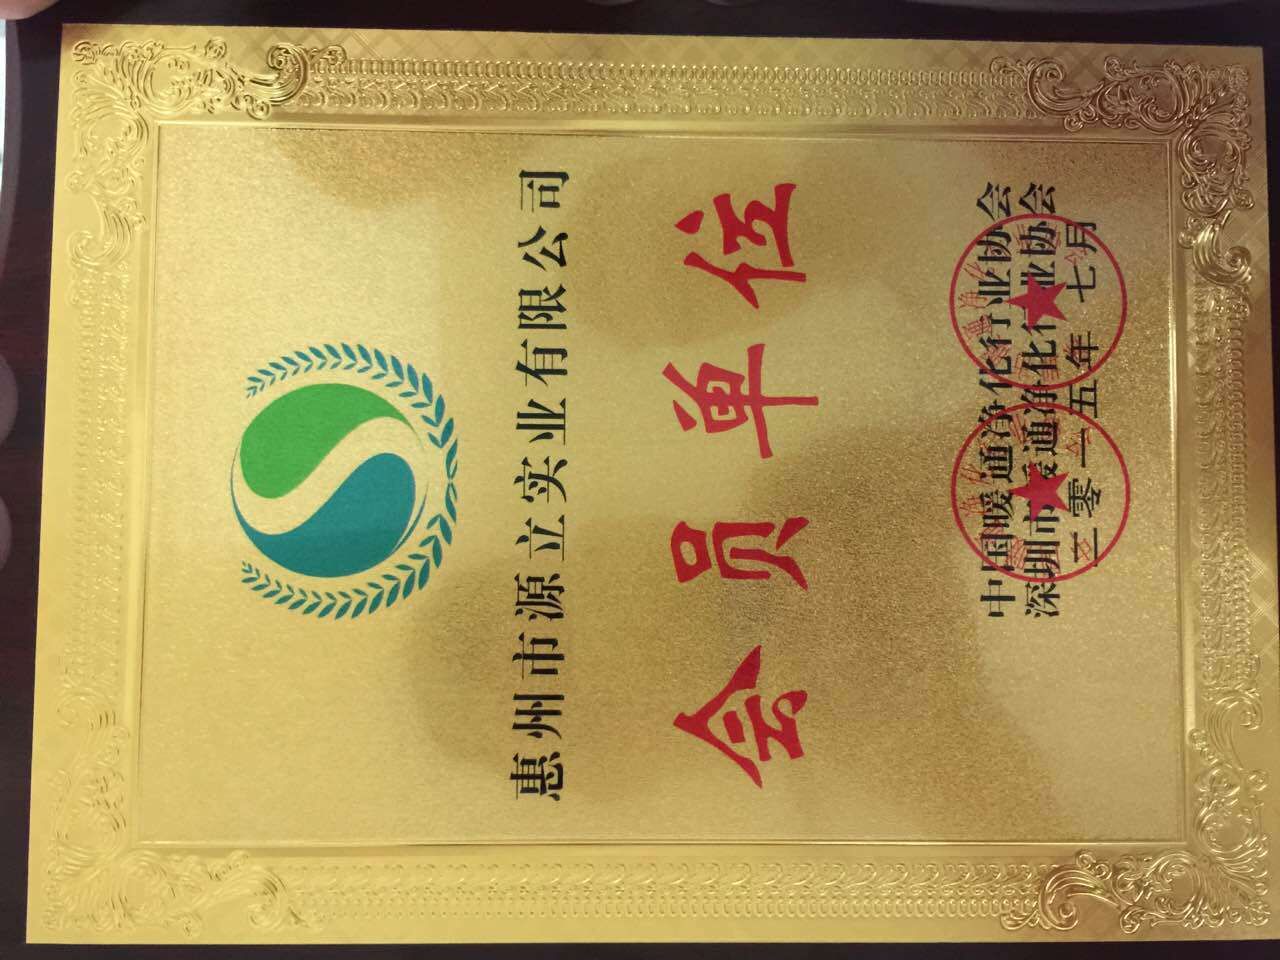 惠州市源立实业有限公司
会员单位
中国暖通净化行业协会
深圳市暖通净化行业协会
二零一五年七月